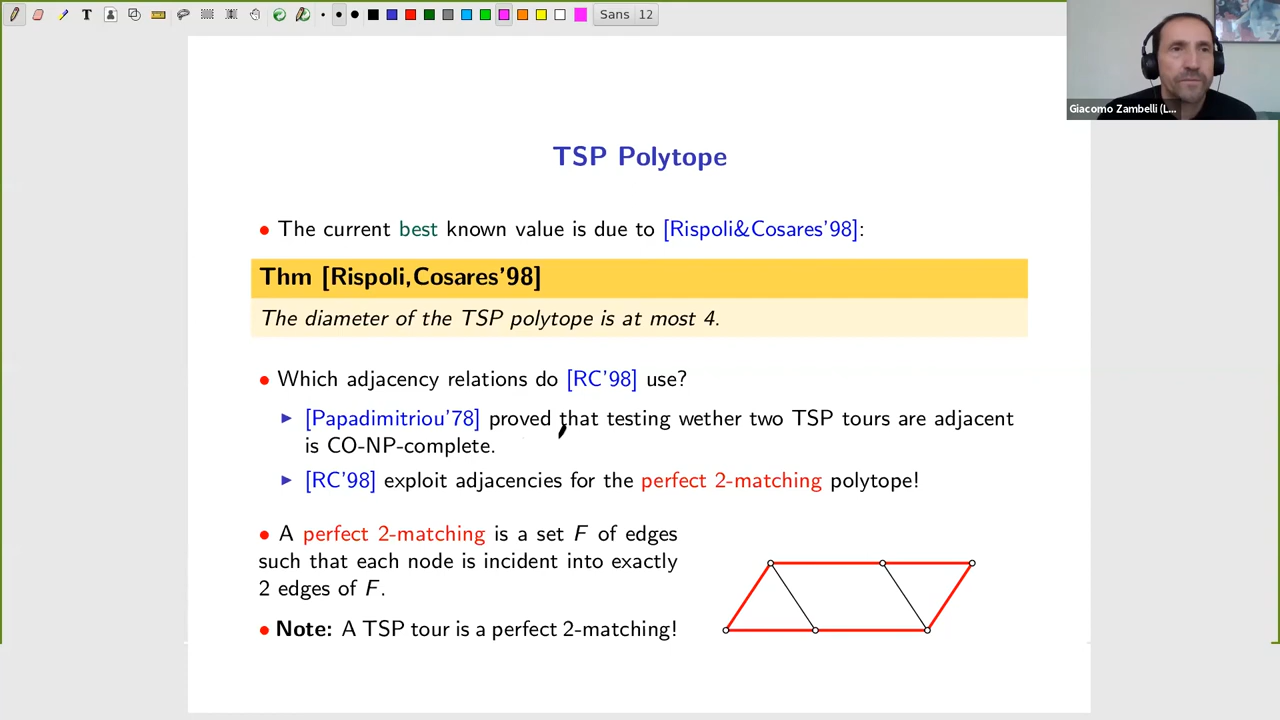 T
Sans 12
Giacomo Zambelli (L...
TSP Polytope
• The current best known value is due to [Rispoli&Cosares'98]:
Thm [Rispoli,Cosares'98]
The diameter of the TSP polytope is at most 4.
• Which adjacency relations do [RC'98] use?
▶ [Papadimitriou'78] proved that testing wether two TSP tours are adjacent
is CO-NP-complete.
▶ [RC'98] exploit adjacencies for the perfect 2-matching polytope!
• A perfect 2-matching is a set F of edges
such that each node is incident into exactly
2 edges of F.
• Note: A TSP tour is a perfect 2-matching!